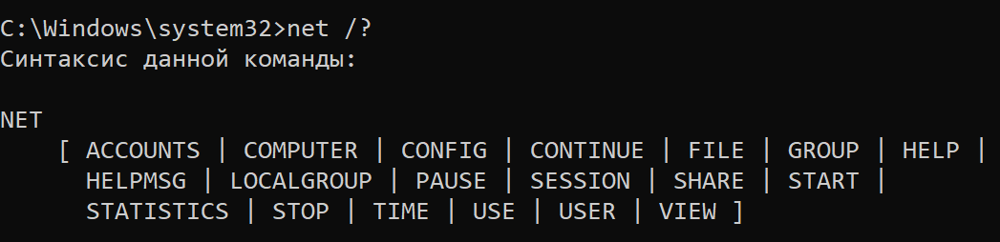 C:\Windows\system32>net /?
Синтаксис данной команды:
NET
[ ACCOUNTS | COMPUTER | CONFIG | CONTINUE | FILE | GROUP | HELP |
HELPMSG | LOCALGROUP | PAUSE | SESSION | SHARE | START |
STATISTICS | STOP | TIME | USE | USER | VIEW ]